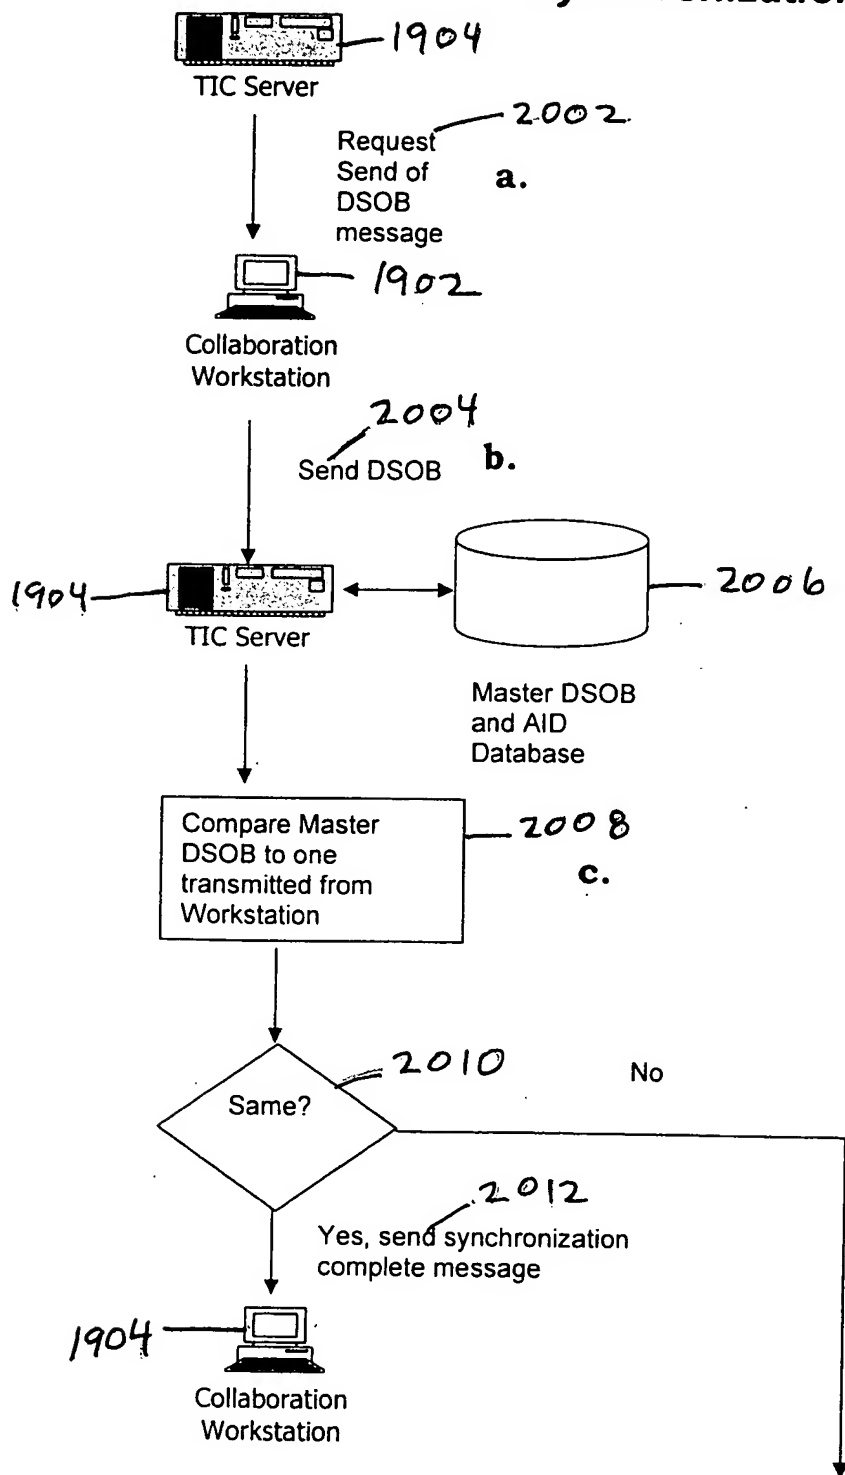 1904
TIC Server
2002
Request
Send of
DSOB
message
a.
1902
Collaboration
Workstation
2004
Send DSOB
b.
1904
TIC Server
2006
Master DSOB
and AID
Database
Compare Master
DSOB to one
transmitted from
Workstation
2008
c.
2010
Same?
No
2012
Yes, send synchronization
complete message
1904
Collaboration
Workstation